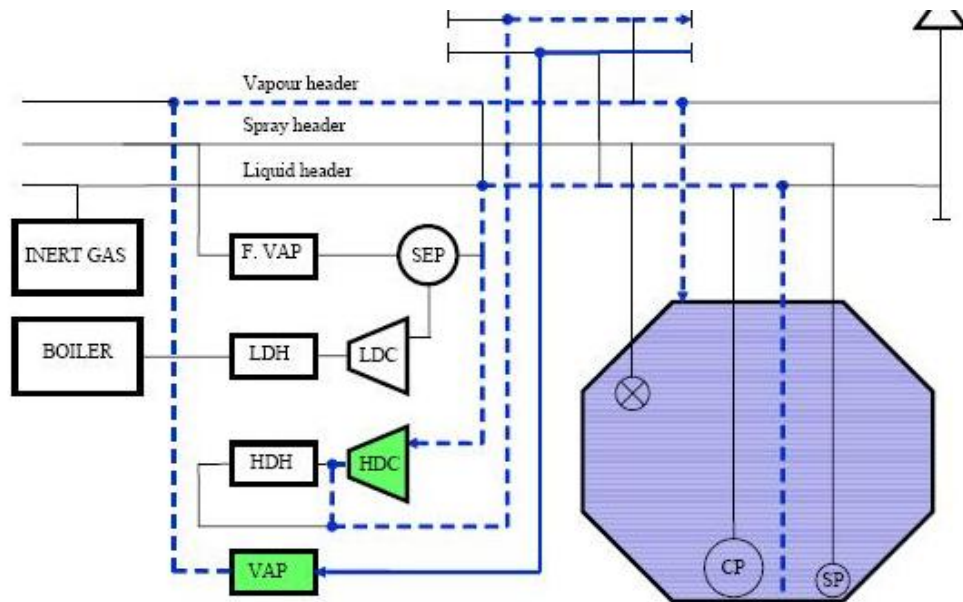 Vapour header
Spray header
Liquid header
INERT GAS
F. VAP
SEP
BOILER
LDH
LDC
HDH
HDC
VAP
CP
SP